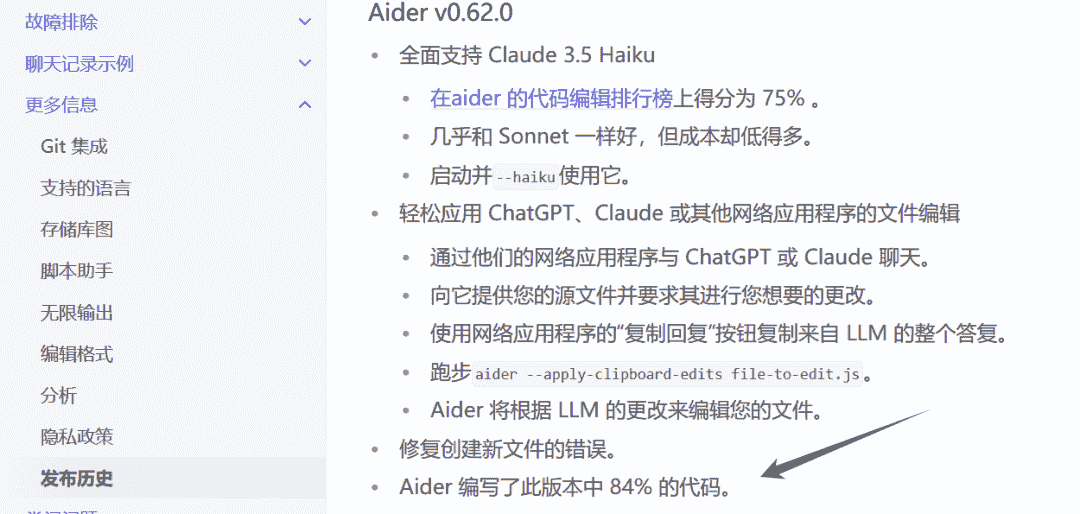 故障排除
聊天记录示例
更多信息
Git 集成
支持的语言
存储库图
脚本助手
无限输出
编辑格式
分析
隐私政策
发布历史
Aider v0.62.0
全面支持 Claude 3.5 Haiku
在aider 的代码编辑排行榜上得分为 75% 。
几乎和 Sonnet 一样好，但成本却低得多。
启动并--haiku使用它。
轻松应用 ChatGPT、Claude 或其他网络应用程序的文件编辑
通过他们的网络应用程序与 ChatGPT 或 Claude 聊天。
向它提供您的源文件并要求其进行您想要的更改。
使用网络应用程序的“复制回复”按钮复制来自 LLM 的整个答复。
跑步aider --apply-clipboard-edits file-to-edit.js。
Aider 将根据 LLM 的更改来编辑您的文件。
修复创建新文件的错误。
Aider 编写了此版本中 84% 的代码。